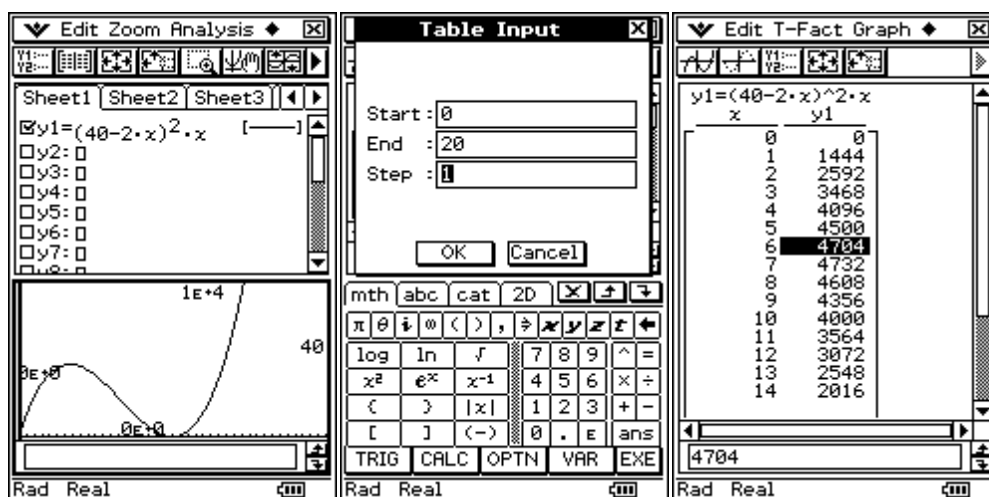 Edit Zoom Analysis ♦
Sheet1 Sheet2 Sheet3
y1=(40-2·x)²·x [——]
y2:
y3:
y4:
y5:
y6:
y7:
1E+4
40
0E+0
0E+0
Rad Real
Table Input
Start: 0
End : 20
Step : 1
OK Cancel
mth abc cat 2D
π θ i ∞ ( ) , ⇒ x y z t ←
log ln √ 7 8 9 ^ =
x² eˣ x⁻¹ 4 5 6 × ÷
( ) |x| 1 2 3 + -
[ ] (-) 0 . E ans
TRIG CALC OPTN VAR EXE
Rad Real
Edit T-Fact Graph ♦
y1=(40-2·x)^2·x
x y1
0 0
1 1444
2 2592
3 3468
4 4096
5 4500
6 4704
7 4732
8 4608
9 4356
10 4000
11 3564
12 3072
13 2548
14 2016
4704
Rad Real